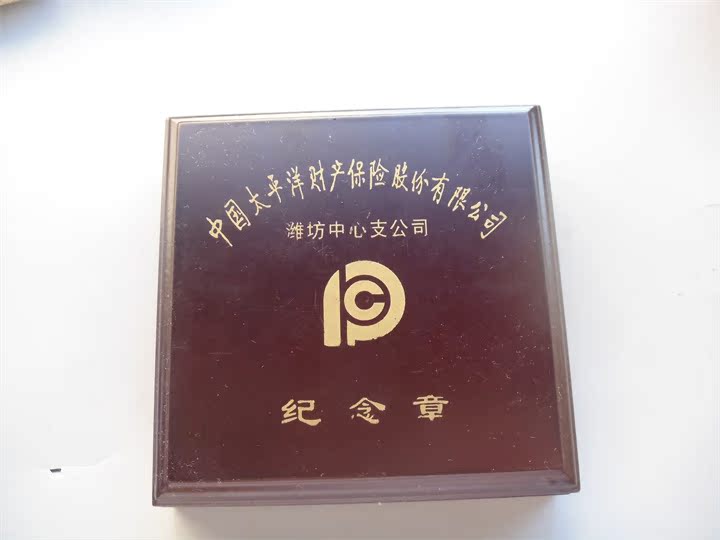 中国太平洋财产保险股份有限公司
潍坊中心支公司
纪念章